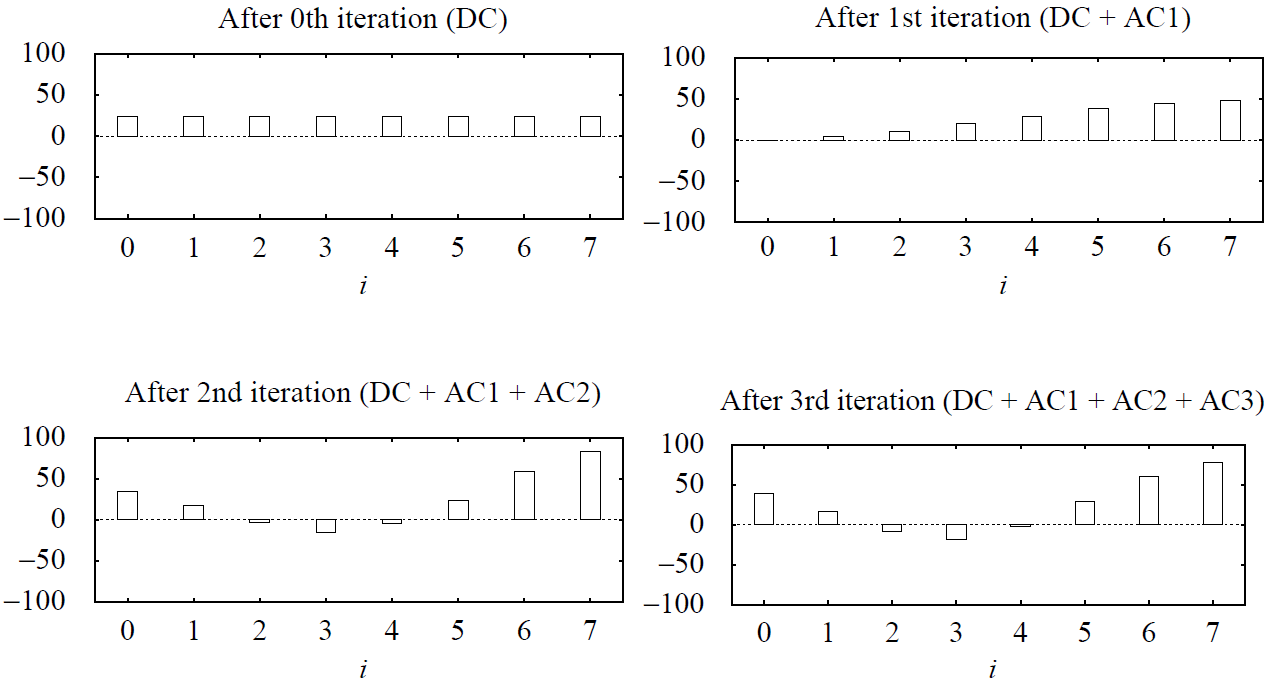 After 0th iteration (DC)
100
50
0
–50
–100
0 1 2 3 4 5 6 7
i
After 1st iteration (DC + AC1)
100
50
0
–50
–100
0 1 2 3 4 5 6 7
i
After 2nd iteration (DC + AC1 + AC2)
100
50
0
–50
–100
0 1 2 3 4 5 6 7
i
After 3rd iteration (DC + AC1 + AC2 + AC3)
100
50
0
–50
–100
0 1 2 3 4 5 6 7
i